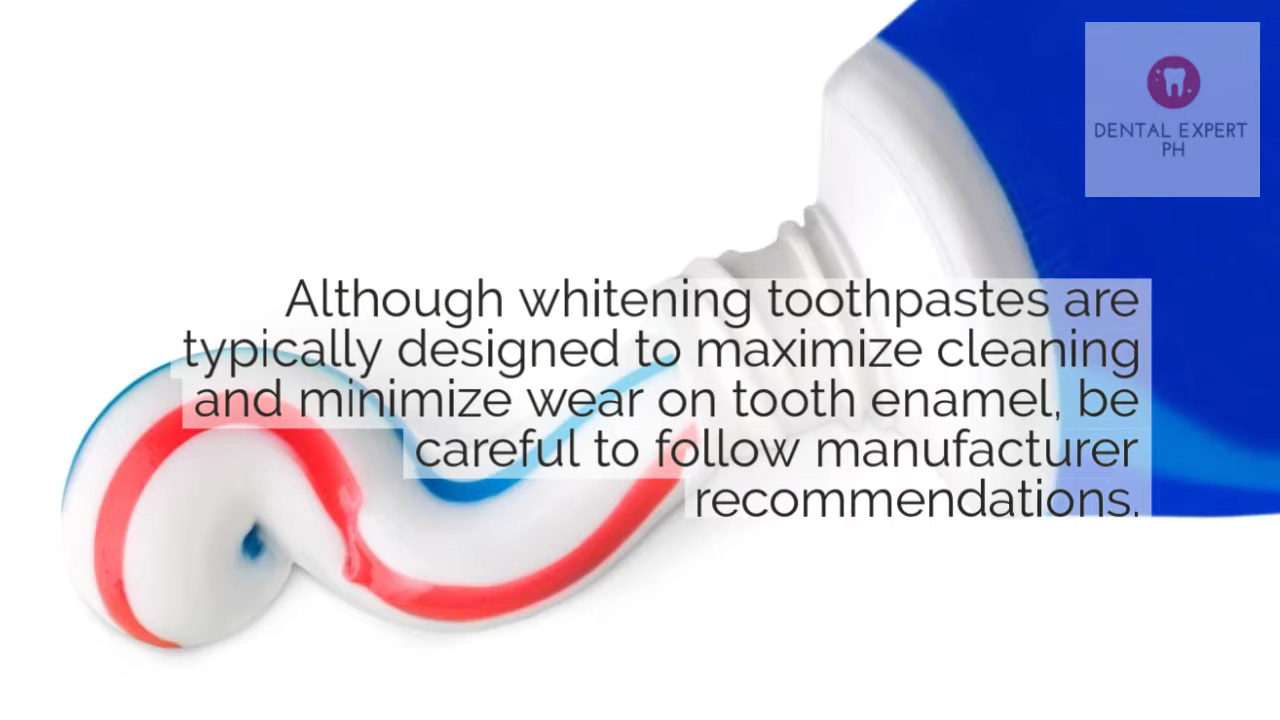 DENTAL EXPERT
PH
Although whitening toothpastes are
typically designed to maximize cleaning
and minimize wear on tooth enamel, be
careful to follow manufacturer
recommendations.